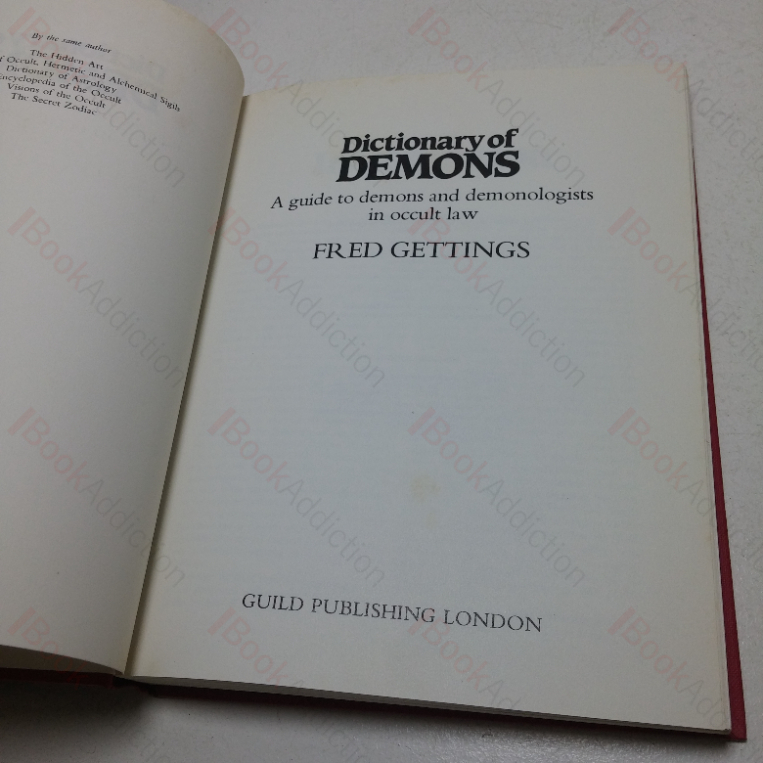 By the same author
The Hidden Art
of Occult, Hermetic and Alchemical Sigils
Dictionary of Astrology
Encyclopedia of the Occult
Visions of the Occult
The Secret Zodiac
Dictionary of
DEMONS
A guide to demons and demonologists
in occult law
FRED GETTINGS
GUILD PUBLISHING LONDON
BookAddiction